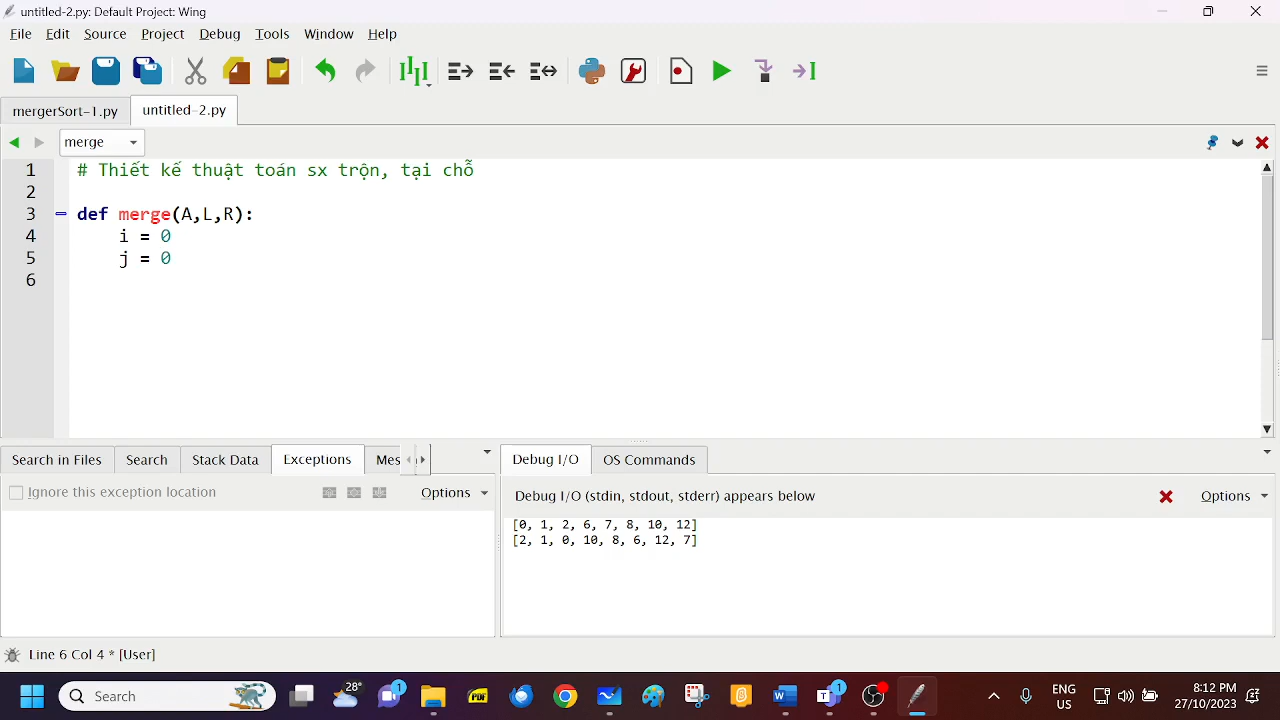 untitled-2.py: Default Project: Wing
File Edit Source Project Debug Tools Window Help
mergerSort-1.py untitled-2.py
merge
1 # Thiết kế thuật toán sx trộn, tại chỗ
2
3 def merge(A,L,R):
4 i = 0
5 j = 0
6
Search in Files Search Stack Data Exceptions Mes Debug I/O OS Commands
Ignore this exception location Options Debug I/O (stdin, stdout, stderr) appears below Options
[0, 1, 2, 6, 7, 8, 10, 12]
[2, 1, 0, 10, 8, 6, 12, 7]
Line 6 Col 4 * [User]
Search 28° 1 PDF 1 ENG US 8:12 PM 27/10/2023